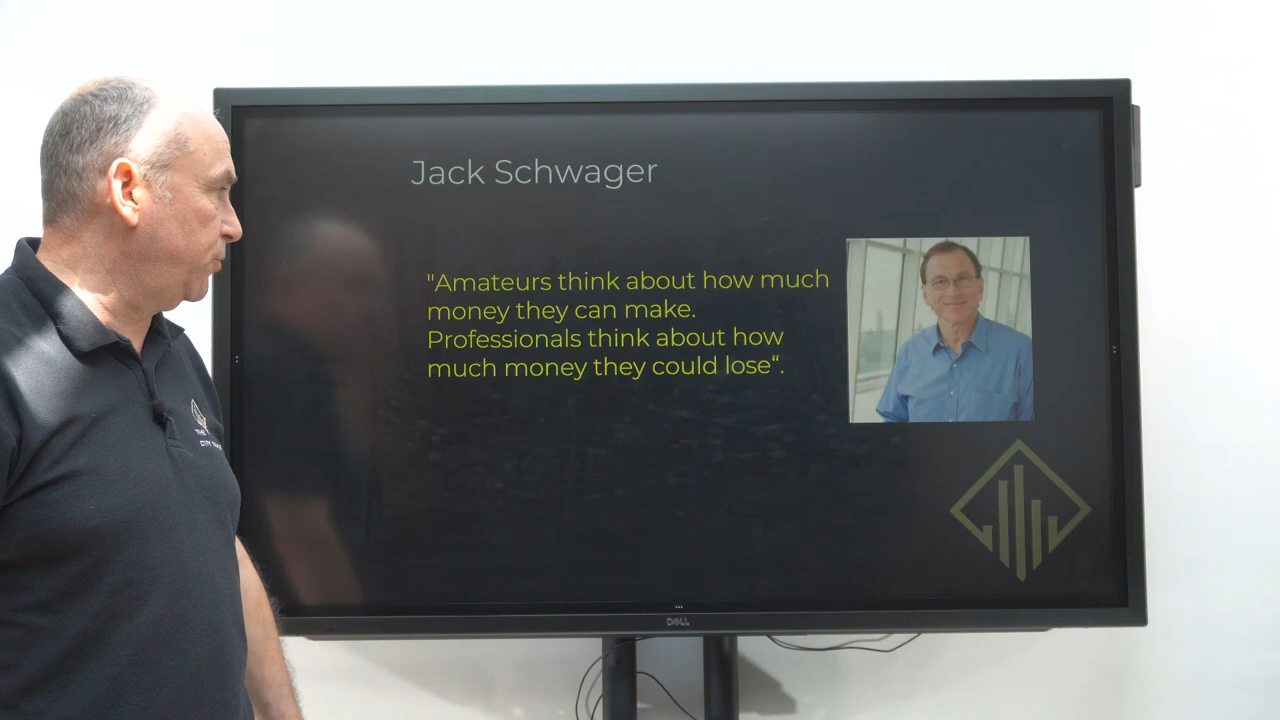 Jack Schwager
"Amateurs think about how much
money they can make.
Professionals think about how
much money they could lose“.
THE
DELL